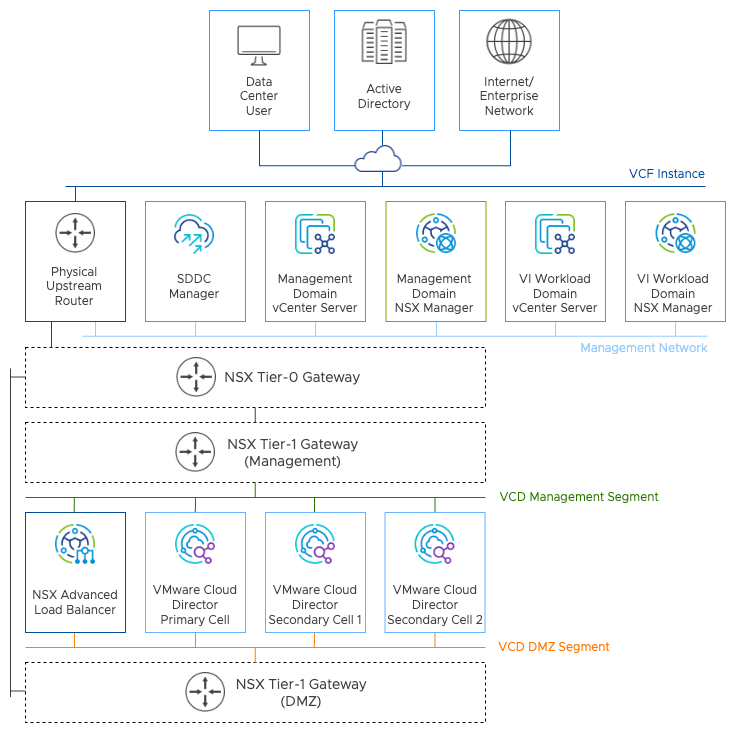 Data
Center
User
Active
Directory
Internet/
Enterprise
Network
VCF Instance
Physical
Upstream
Router
SDDC
Manager
Management
Domain
vCenter Server
Management
Domain
NSX Manager
VI Workload
Domain
vCenter Server
VI Workload
Domain
NSX Manager
Management Network
NSX Tier-0 Gateway
NSX Tier-1 Gateway
(Management)
VCD Management Segment
NSX Advanced
Load Balancer
VMware Cloud
Director
Primary Cell
VMware Cloud
Director
Secondary Cell 1
VMware Cloud
Director
Secondary Cell 2
VCD DMZ Segment
NSX Tier-1 Gateway
(DMZ)